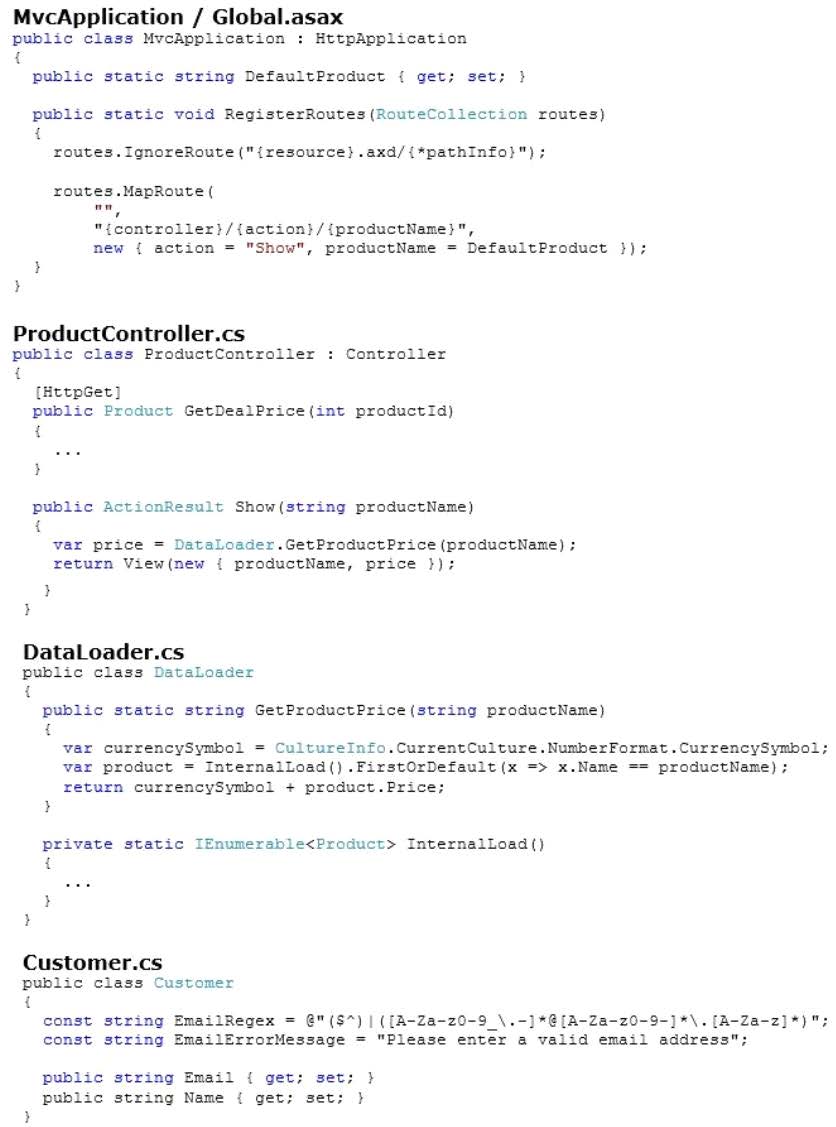 MvcApplication / Global.asax
public class MvcApplication : HttpApplication
{
public static string DefaultProduct { get; set; }
public static void RegisterRoutes(RouteCollection routes)
{
routes.IgnoreRoute("{resource}.axd/{*pathInfo}");
routes.MapRoute(
"",
"{controller}/{action}/{productName}",
new { action = "Show", productName = DefaultProduct });
}
}
ProductController.cs
public class ProductController : Controller
{
[HttpGet]
public Product GetDealPrice(int productId)
{
...
}
public ActionResult Show(string productName)
{
var price = DataLoader.GetProductPrice(productName);
return View(new { productName, price });
}
}
DataLoader.cs
public class DataLoader
{
public static string GetProductPrice(string productName)
{
var currencySymbol = CultureInfo.CurrentCulture.NumberFormat.CurrencySymbol;
var product = InternalLoad().FirstOrDefault(x => x.Name == productName);
return currencySymbol + product.Price;
}
private static IEnumerable<Product> InternalLoad()
{
...
}
}
Customer.cs
public class Customer
{
const string EmailRegex = @"($^)|([A-Za-z0-9_\.-]*@[A-Za-z0-9-]*\.[A-Za-z]*)";
const string EmailErrorMessage = "Please enter a valid email address";
public string Email { get; set; }
public string Name { get; set; }
}